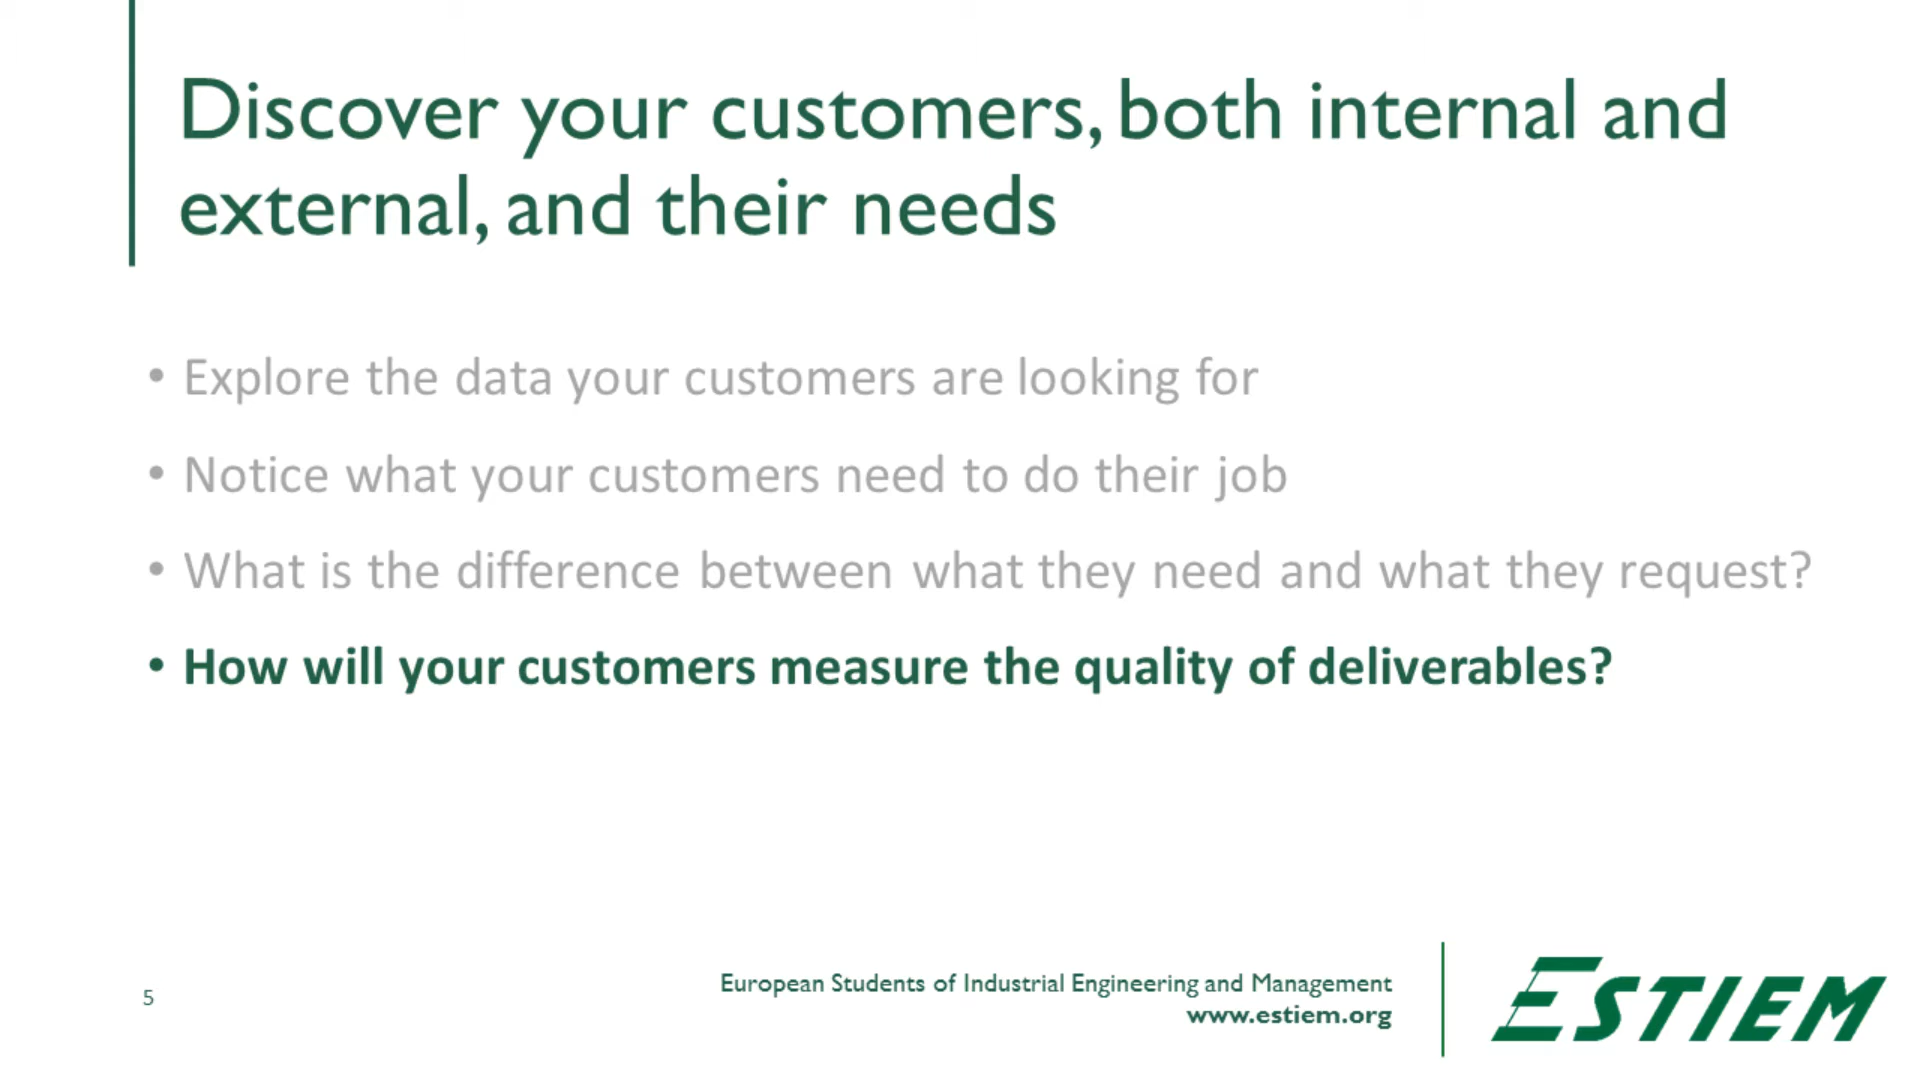 Discover your customers, both internal and
external, and their needs
• Explore the data your customers are looking for
• Notice what your customers need to do their job
• What is the difference between what they need and what they request?
• How will your customers measure the quality of deliverables?
5
European Students of Industrial Engineering and Management
www.estiem.org
ESTIEM